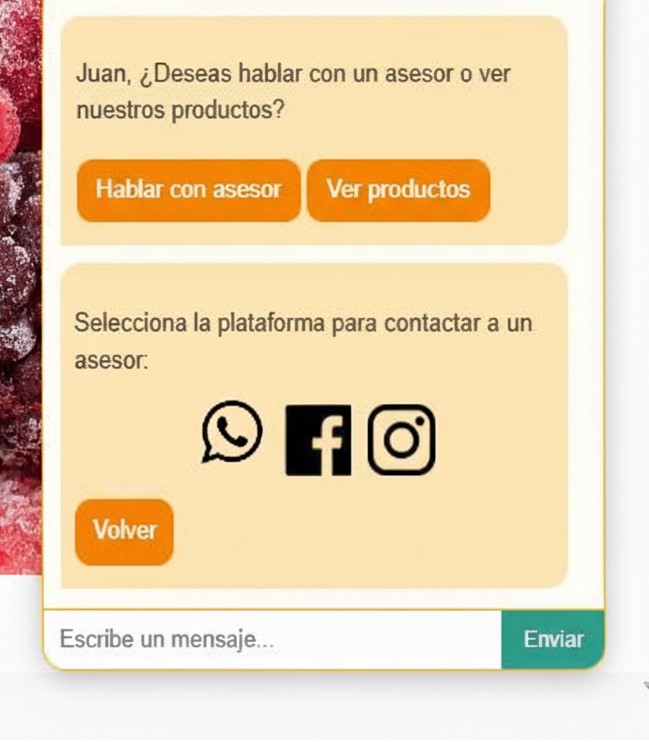 Juan, ¿Deseas hablar con un asesor o ver
nuestros productos?
Hablar con asesor Ver productos
Selecciona la plataforma para contactar a un
asesor:
Volver
Escribe un mensaje... Enviar